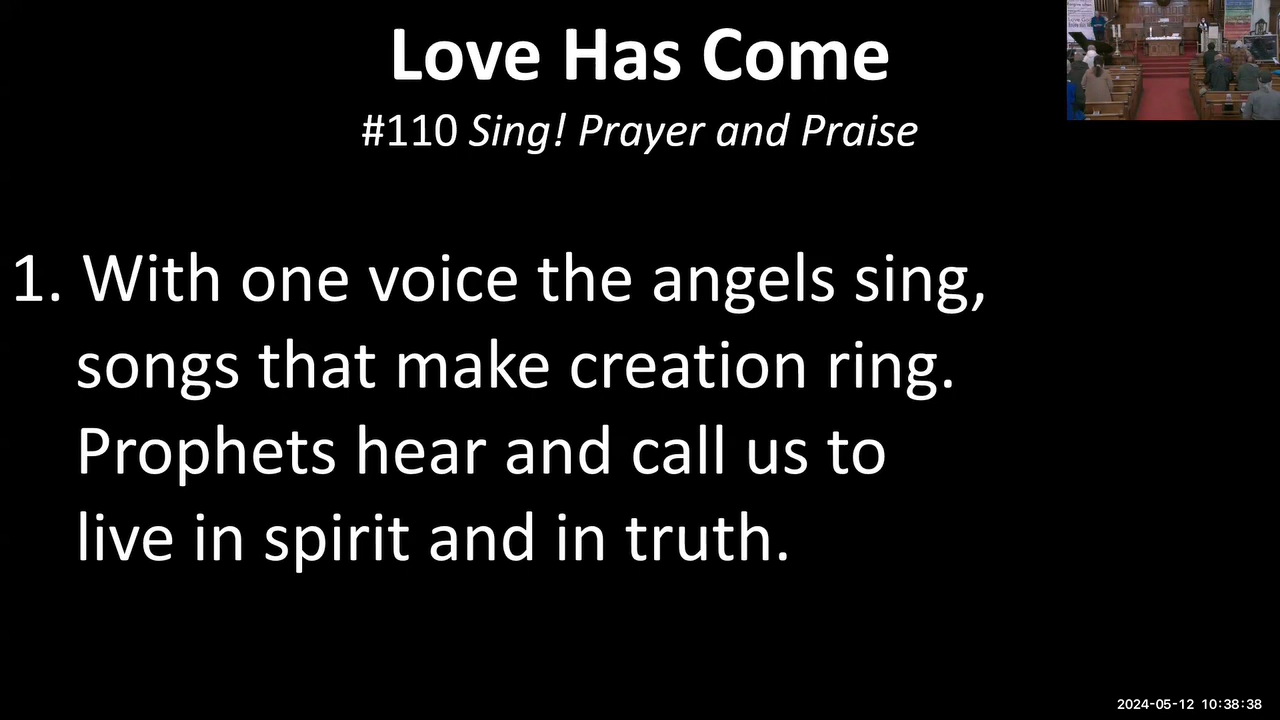 Love Has Come
#110 Sing! Prayer and Praise
1. With one voice the angels sing,
songs that make creation ring.
Prophets hear and call us to
live in spirit and in truth.
2024-05-12 10:38:38